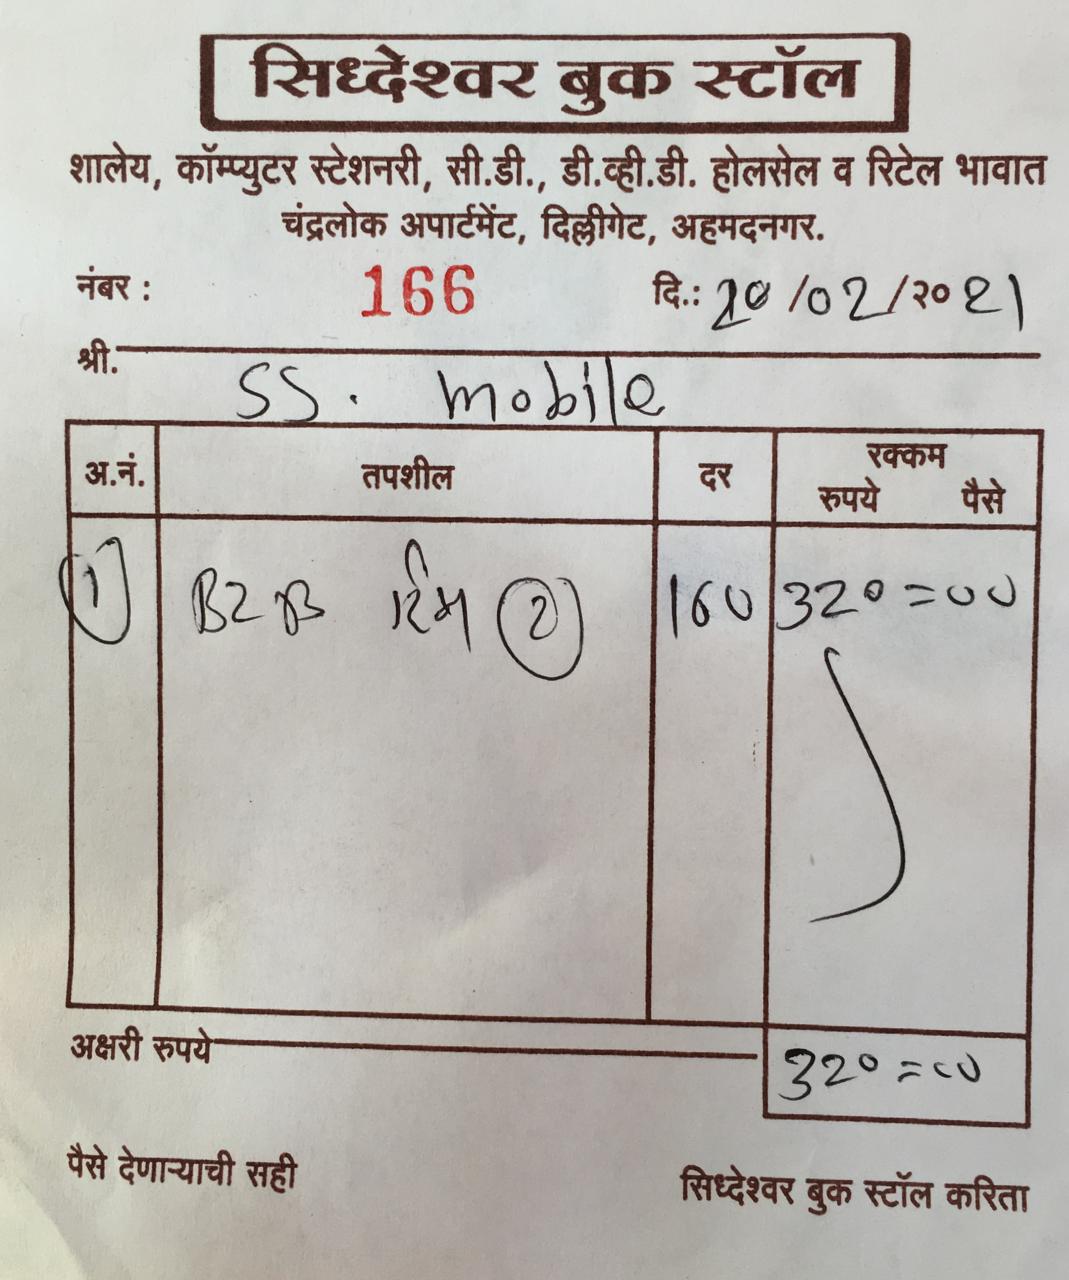 सिध्देश्वर बुक स्टॉल
शालेय, कॉम्प्युटर स्टेशनरी, सी.डी., डी.व्ही.डी. होलसेल व रिटेल भावात
चंद्रलोक अपार्टमेंट, दिल्लीगेट, अहमदनगर.
नंबर : 166 दि.: 20/02/२०21
श्री.
SS. mobile
अ.नं. तपशील दर रक्कम
रुपये पैसे
1 रिम 2 160 320=00
अक्षरी रुपये 320=00
पैसे देणाऱ्याची सही सिध्देश्वर बुक स्टॉल करिता